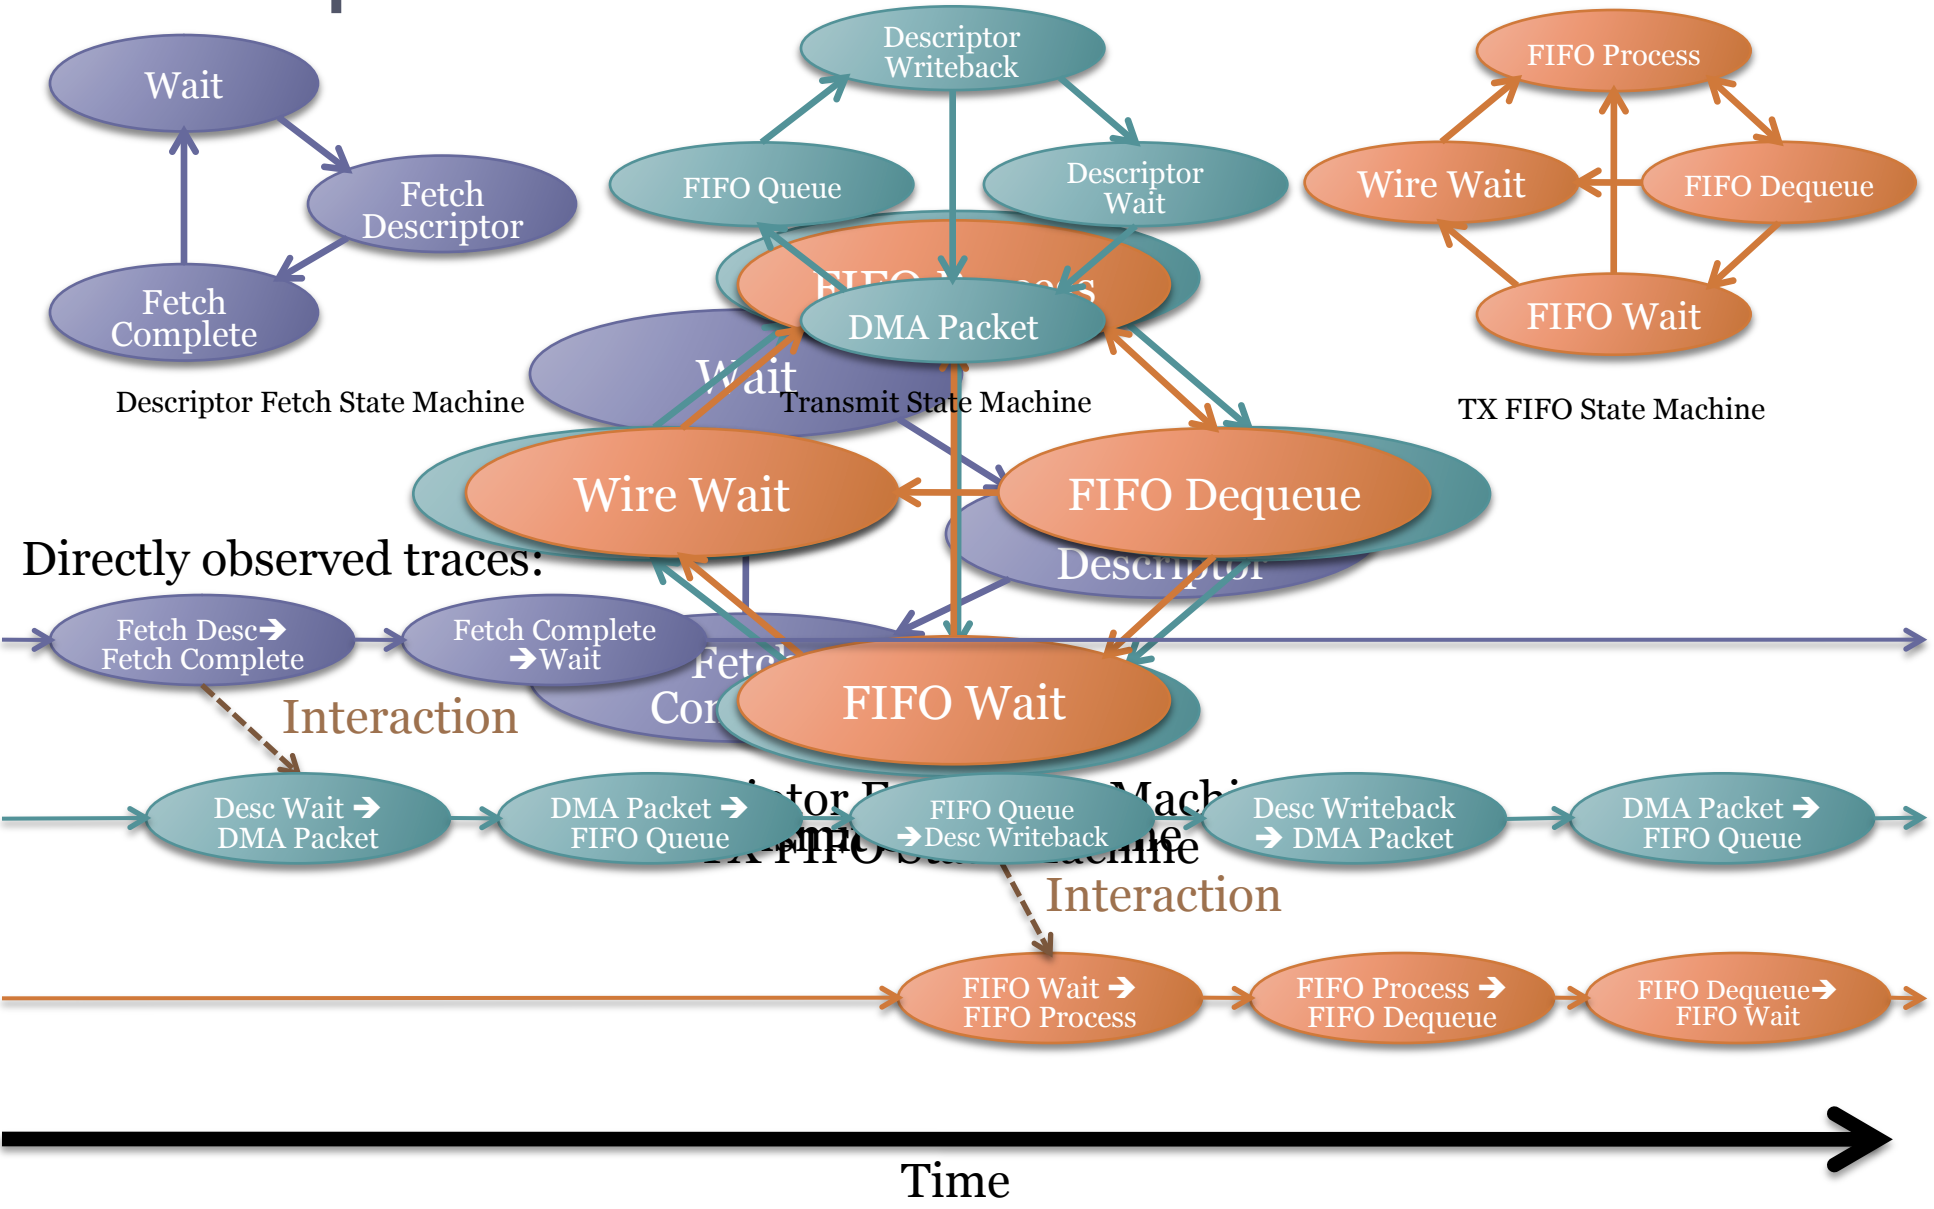 Wait
Fetch
Descriptor
Fetch
Complete
Descriptor Fetch State Machine
Descriptor
Writeback
FIFO Queue
Descriptor
Wait
DMA Packet
Transmit State Machine
FIFO Process
Wire Wait
FIFO Dequeue
FIFO Wait
TX FIFO State Machine
Wait
Wire Wait
FIFO Dequeue
Descriptor
FIFO Wait
Directly observed traces:
Fetch Desc➔
Fetch Complete
Fetch Complete
➔Wait
Interaction
Desc Wait ➔
DMA Packet
DMA Packet ➔
FIFO Queue
FIFO Queue
➔Desc Writeback
Desc Writeback
➔ DMA Packet
DMA Packet ➔
FIFO Queue
Interaction
FIFO Wait ➔
FIFO Process
FIFO Process ➔
FIFO Dequeue
FIFO Dequeue➔
FIFO Wait
Time